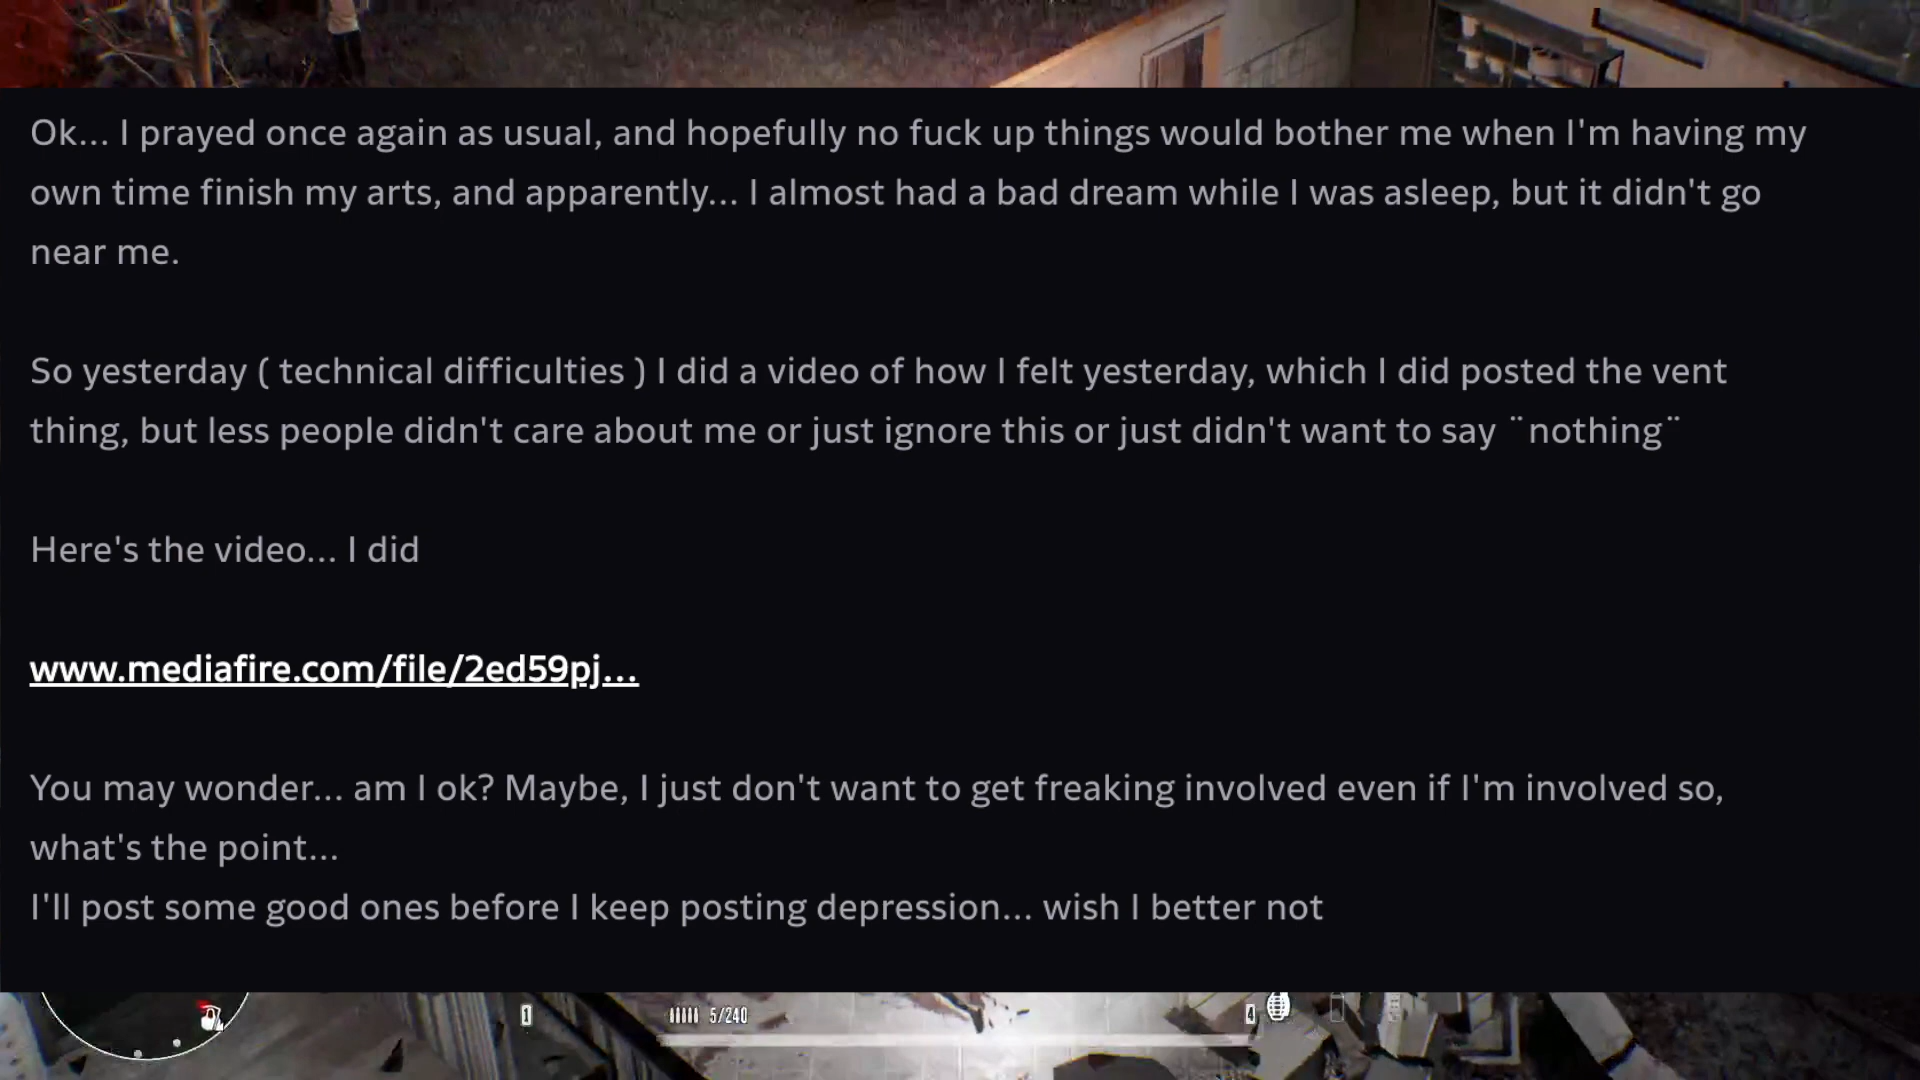 Ok... I prayed once again as usual, and hopefully no fuck up things would bother me when I'm having my
own time finish my arts, and apparently... I almost had a bad dream while I was asleep, but it didn't go
near me.
So yesterday ( technical difficulties ) I did a video of how I felt yesterday, which I did posted the vent
thing, but less people didn't care about me or just ignore this or just didn't want to say ¨nothing¨
Here's the video... I did
www.mediafire.com/file/2ed59pj...
You may wonder... am I ok? Maybe, I just don't want to get freaking involved even if I'm involved so,
what's the point...
I'll post some good ones before I keep posting depression... wish I better not
1 5/240 4